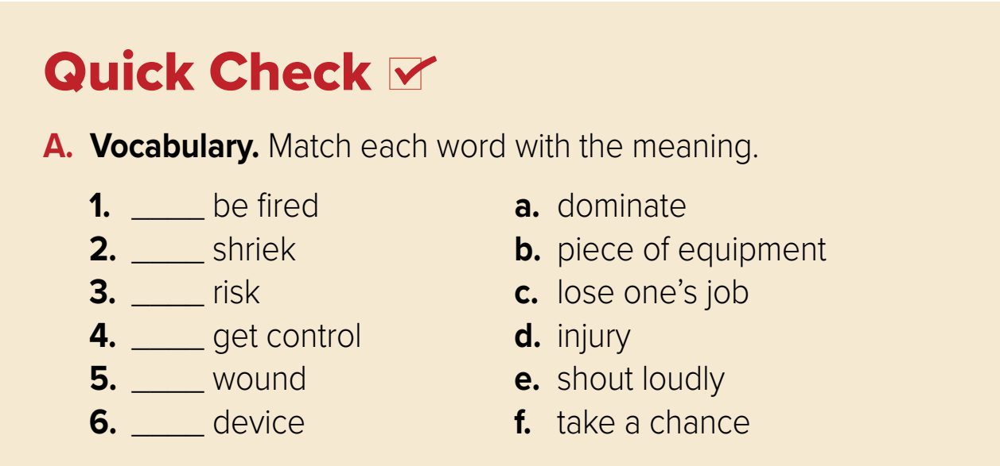 Quick Check
A. Vocabulary. Match each word with the meaning.
1. _____ be fired a. dominate
2. _____ shriek b. piece of equipment
3. _____ risk c. lose one’s job
4. _____ get control d. injury
5. _____ wound e. shout loudly
6. _____ device f. take a chance